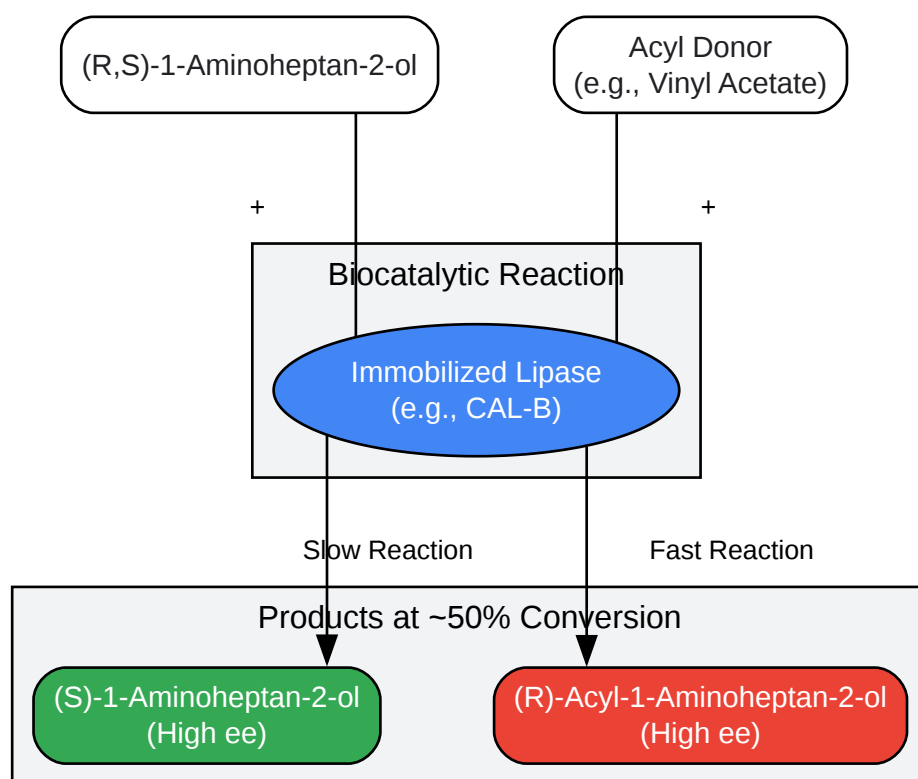 (R,S)-1-Aminoheptan-2-ol
Acyl Donor
(e.g., Vinyl Acetate)
+
+
Biocatalytic Reaction
Immobilized Lipase
(e.g., CAL-B)
Slow Reaction
Fast Reaction
Products at ~50% Conversion
(S)-1-Aminoheptan-2-ol
(High ee)
(R)-Acyl-1-Aminoheptan-2-ol
(High ee)